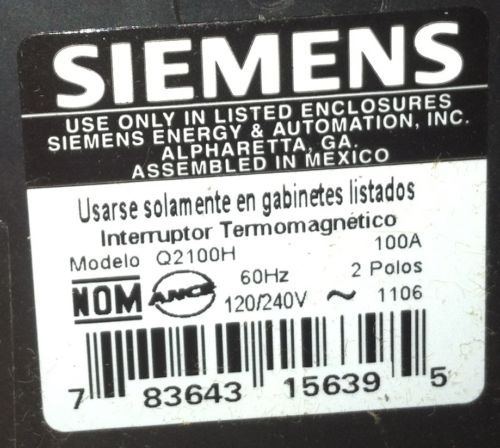 SIEMENS
USE ONLY IN LISTED ENCLOSURES
SIEMENS ENERGY & AUTOMATION, INC.
ALPHARETTA, GA.
ASSEMBLED IN MEXICO
Usarse solamente en gabinetes listados
Interruptor Termomagnético
Modelo Q2100H 100A
NOM ANCE 60Hz 2 Polos
120/240V ~ 1106
7 83643 15639 5